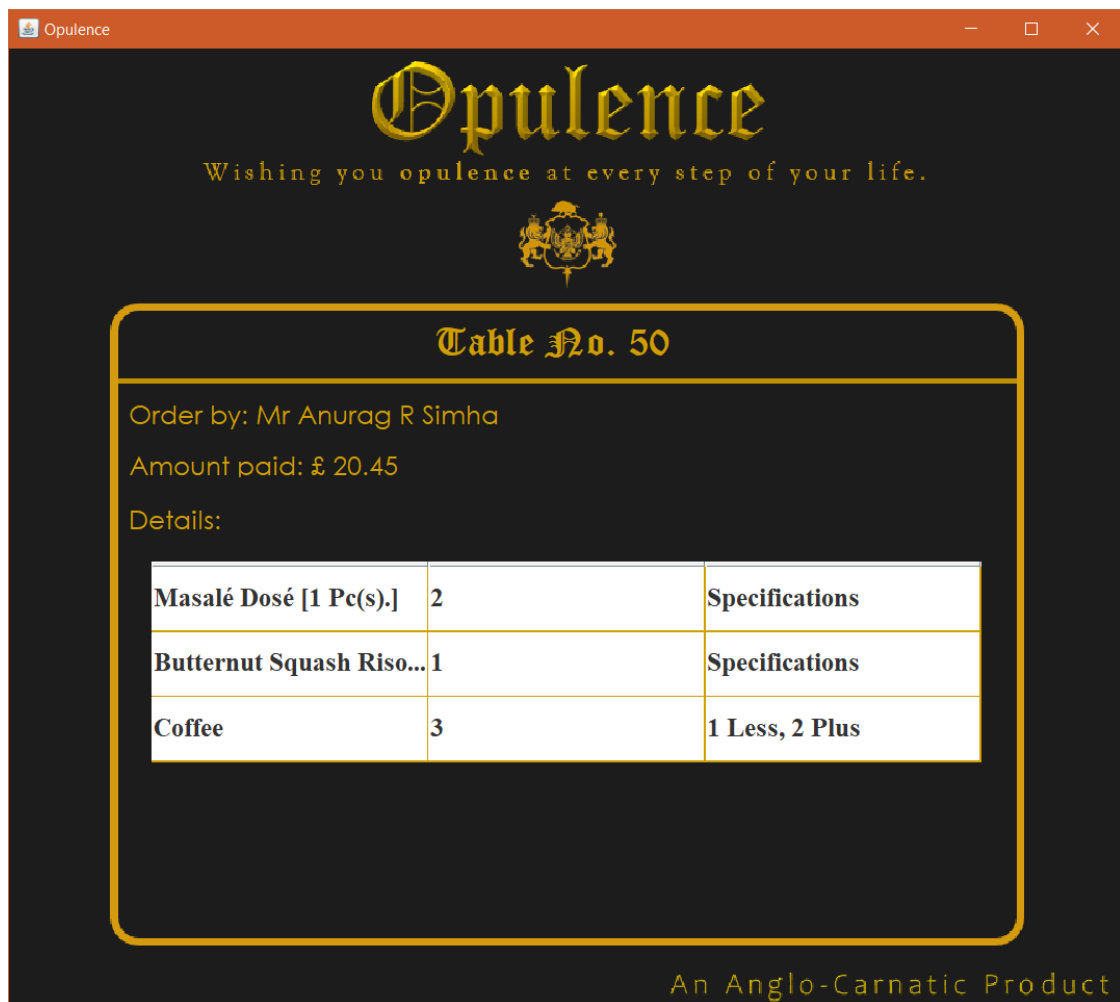 Opulence
Opulence
Wishing you opulence at every step of your life.
Table No. 50
Order by: Mr Anurag R Simha
Amount paid: £ 20.45
Details:
Masalé Dosé [1 Pc(s).] 2 Specifications
Butternut Squash Riso... 1 Specifications
Coffee 3 1 Less, 2 Plus
An Anglo-Carnatic Product